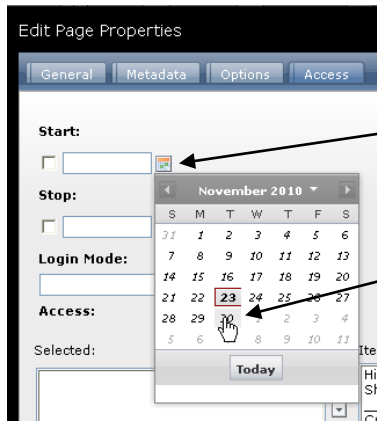 Edit Page Properties
General Metadata Options Access
Start:
Stop:
November 2010
S M T W T F S
31 1 2 3 4 5 6
7 8 9 10 11 12 13
Login Mode:
14 15 16 17 18 19 20
21 22 23 24 25 26 27
Access:
28 29 30 1 2 3 4
5 6 8 9 10 11
Selected:
Today
Ite
Hi
Sh